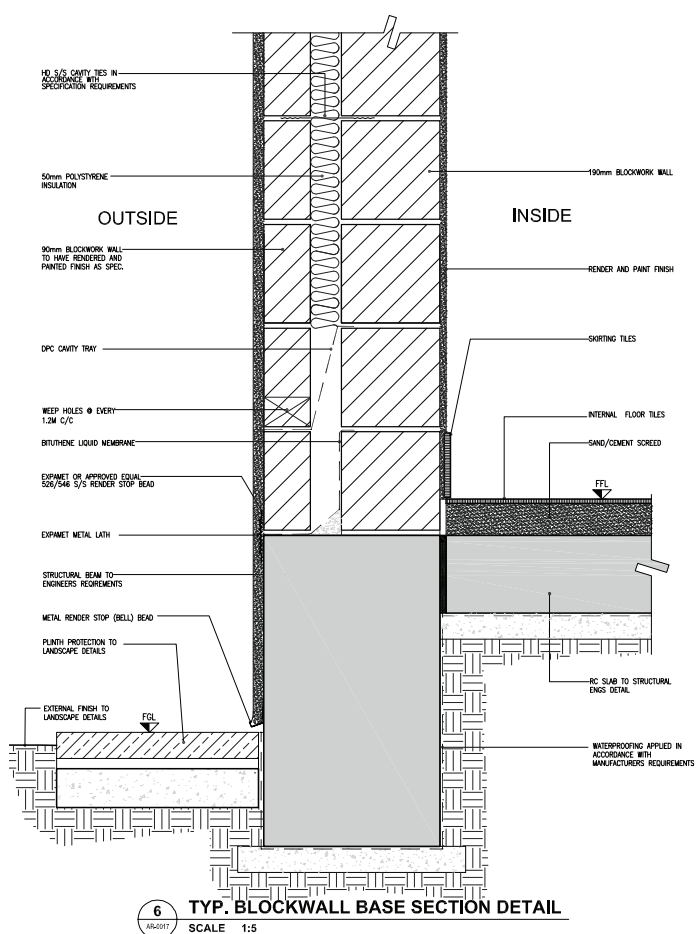 HD S/S CAVITY TIES IN
ACCORDANCE WITH
SPECIFICATION REQUIREMENTS
50mm POLYSTYRENE
INSULATION
190mm BLOCKWORK WALL
OUTSIDE
INSIDE
90mm BLOCKWORK WALL
TO HAVE RENDERED AND
PAINTED FINISH AS SPEC.
RENDER AND PAINT FINISH
DPC CAVITY TRAY
SKIRTING TILES
WEEP HOLES @ EVERY
1.2M C/C
INTERNAL FLOOR TILES
BITUTHENE LIQUID MEMBRANE
SAND/CEMENT SCREED
EXPAMET OR APPROVED EQUAL
526/546 S/S RENDER STOP BEAD
FFL
EXPAMET METAL LATH
STRUCTURAL BEAM TO
ENGINEERS REQIREMENTS
METAL RENDER STOP (BELL) BEAD
PLINTH PROTECTION TO
LANDSCAPE DETAILS
RC SLAB TO STRUCTURAL
ENGS DETAIL
EXTERNAL FINISH TO
LANDSCAPE DETAILS
FGL
WATERPROOFING APPLIED IN
ACCORDANCE WITH
MANUFACTURERS REQUIREMENTS
6
AR-0017
TYP. BLOCKWALL BASE SECTION DETAIL
SCALE 1:5